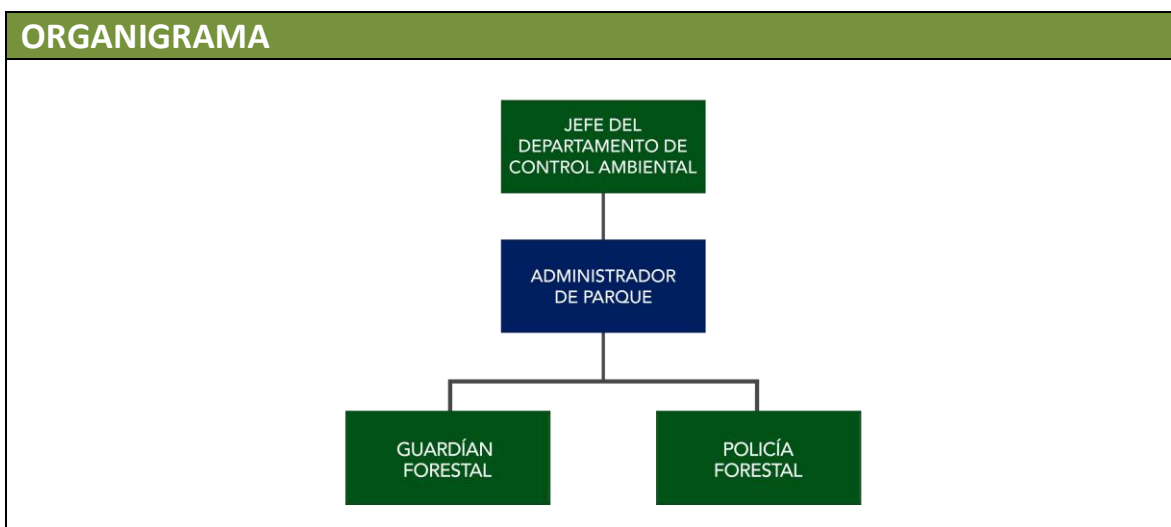 ORGANIGRAMA
JEFE DEL
DEPARTAMENTO DE
CONTROL AMBIENTAL
ADMINISTRADOR
DE PARQUE
GUARDÍAN
FORESTAL
POLICÍA
FORESTAL